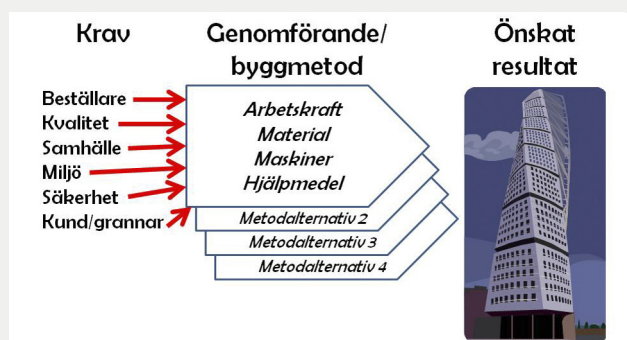 Krav
Genomförande/
byggmetod
Önskat
resultat
Beställare
Kvalitet
Samhälle
Miljö
Säkerhet
Kund/grannar
Arbetskraft
Material
Maskiner
Hjälpmedel
Metodalternativ 2
Metodalternativ 3
Metodalternativ 4